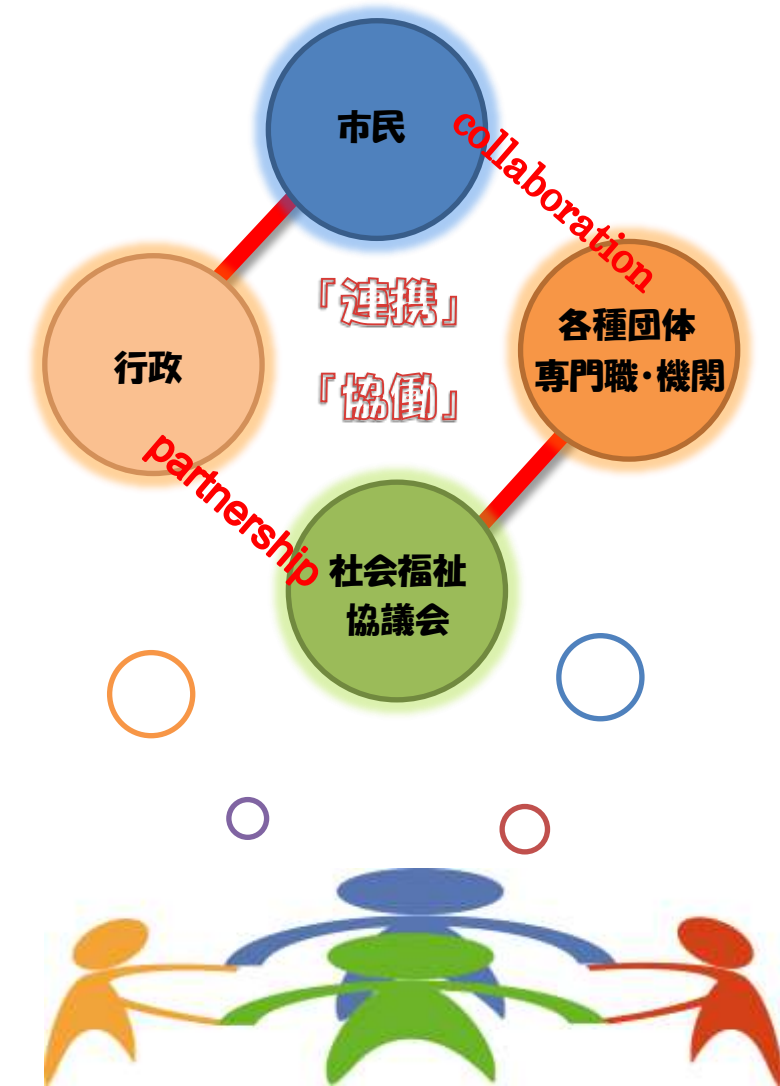 市民
collaboration
『連携』
各種団体
専門職・機関
行政
『協働』
partnership
社会福祉
協議会